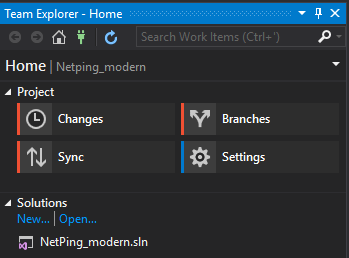 Team Explorer - Home
Search Work Items (Ctrl+')
Home | Netping_modern
Project
Changes
Branches
Sync
Settings
Solutions
New... | Open...
NetPing_modern.sln